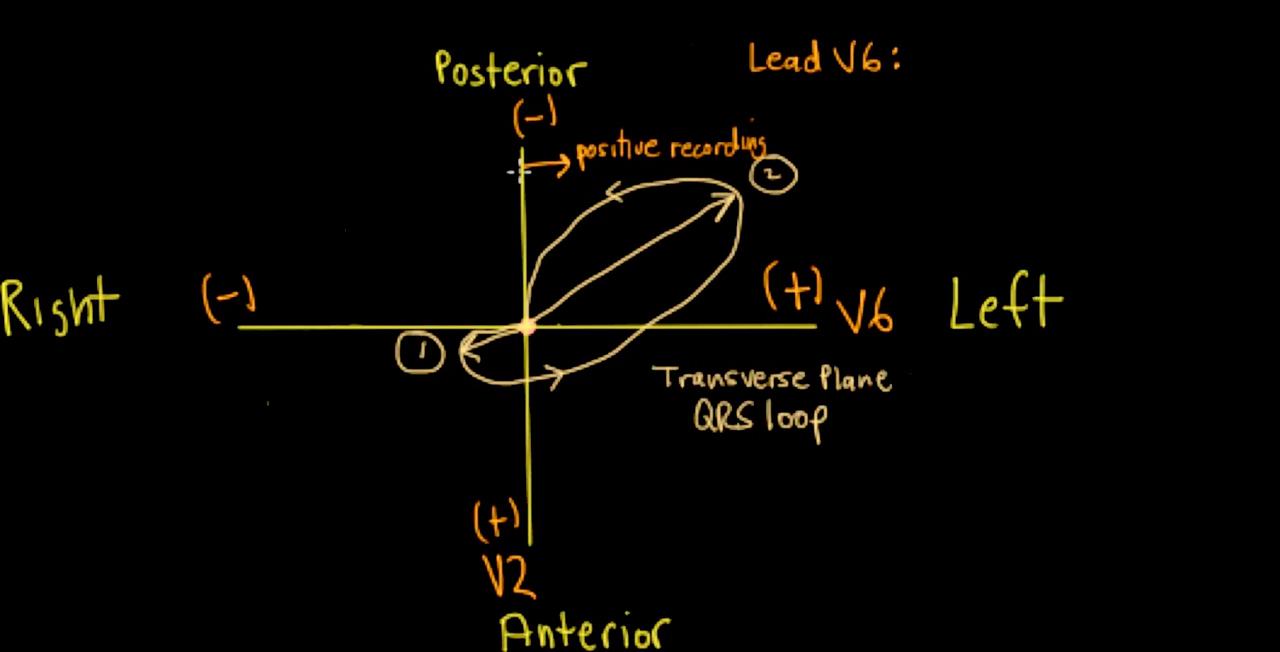 Lead V6:
Posterior
(-)
positive recording
2
Right
(-)
(+)
V6
Left
1
Transverse Plane
QRS loop
(+)
V2
Anterior